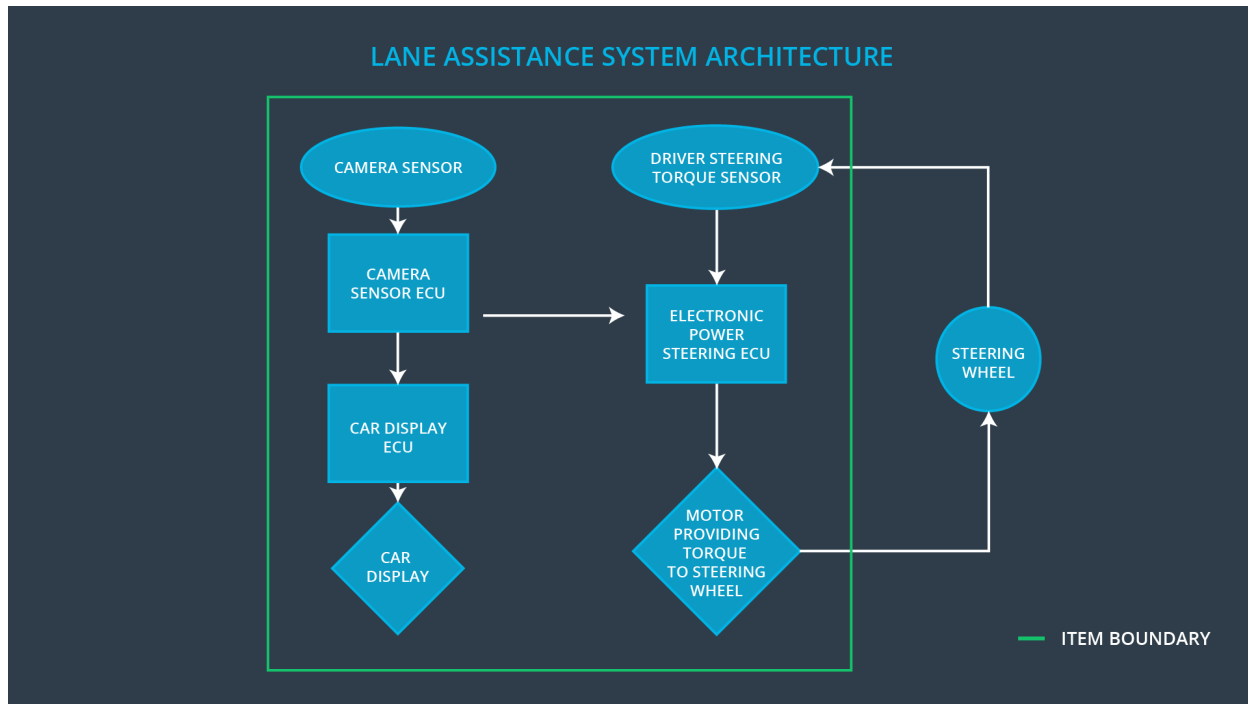 LANE ASSISTANCE SYSTEM ARCHITECTURE
CAMERA SENSOR
DRIVER STEERING
TORQUE SENSOR
CAMERA
SENSOR ECU
ELECTRONIC
POWER
STEERING ECU
STEERING
WHEEL
CAR DISPLAY
ECU
CAR
DISPLAY
MOTOR
PROVIDING
TORQUE
TO STEERING
WHEEL
ITEM BOUNDARY